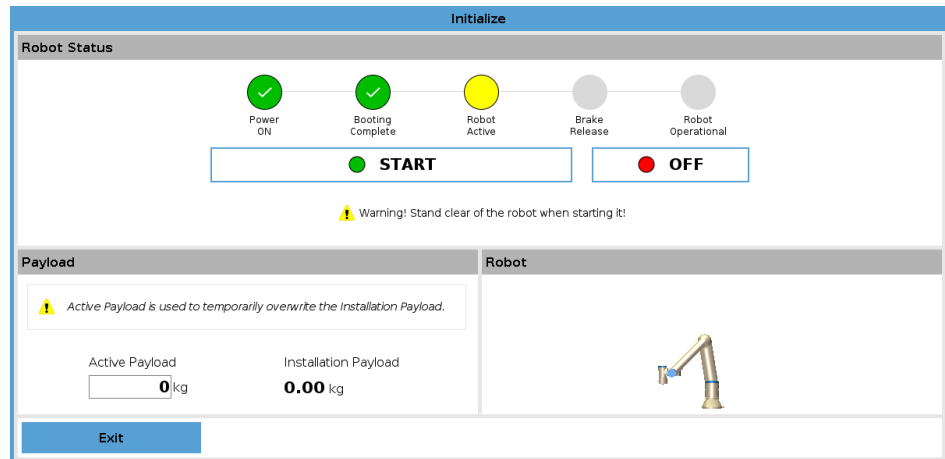 Initialize
Robot Status
Power
ON
Booting
Complete
Robot
Active
Brake
Release
Robot
Operational
START
OFF
Warning! Stand clear of the robot when starting it!
Payload
Robot
Active Payload is used to temporarily overwrite the Installation Payload.
Active Payload
Installation Payload
0 kg
0.00 kg
Exit